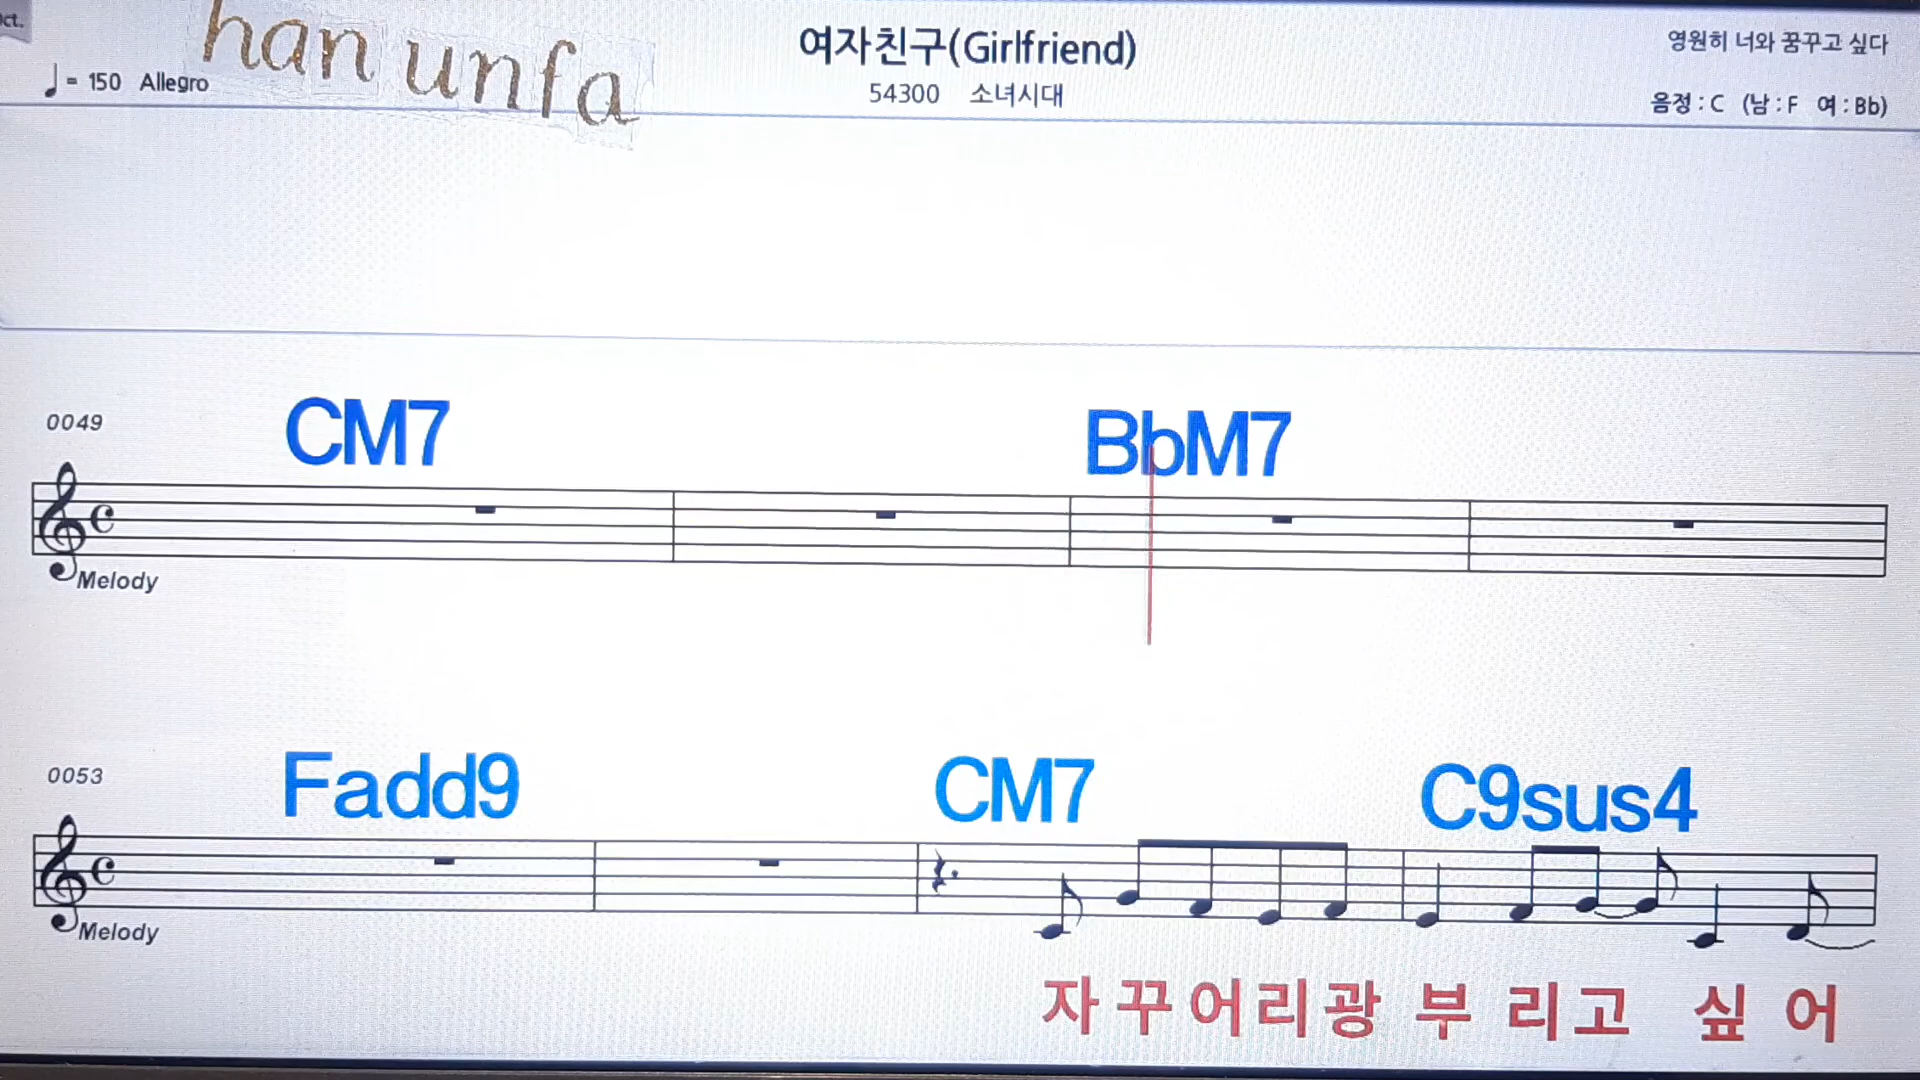 Oct.
han unfa
여자친구(Girlfriend)
영원히 너와 꿈꾸고 싶다
♩ = 150 Allegro
54300 소녀시대
음정 : C (남 : F 여 : Bb)
0049
CM7
BbM7
Melody
0053
Fadd9
CM7
C9sus4
Melody
자 꾸 어 리 광 부 리 고 싶 어